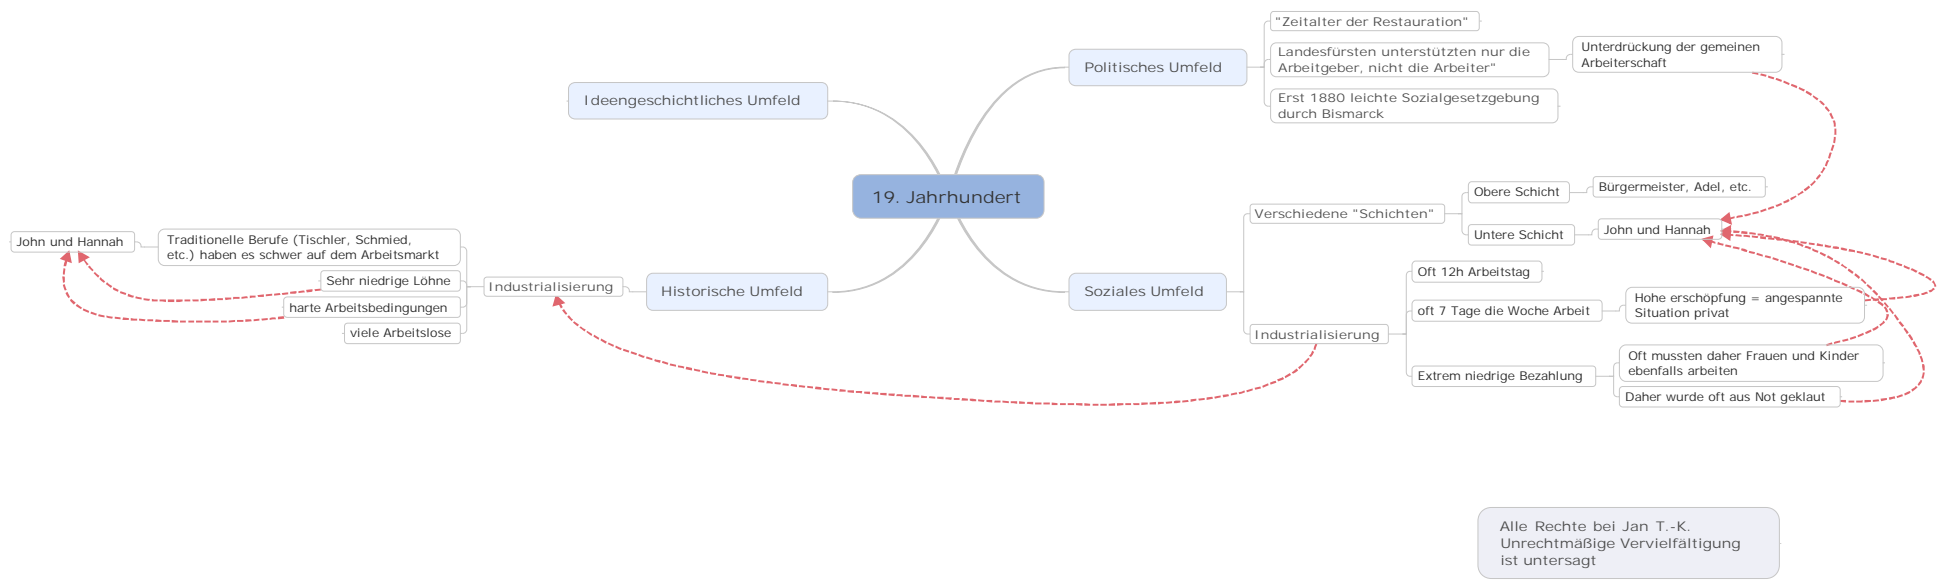 19. Jahrhundert
Ideengeschichtliches Umfeld
Politisches Umfeld
"Zeitalter der Restauration"
Landesfürsten unterstützten nur die
Arbeitgeber, nicht die Arbeiter"
Unterdrückung der gemeinen
Arbeiterschaft
Erst 1880 leichte Sozialgesetzgebung
durch Bismarck
Soziales Umfeld
Verschiedene "Schichten"
Obere Schicht
Bürgermeister, Adel, etc.
Untere Schicht
John und Hannah
Industrialisierung
Oft 12h Arbeitstag
oft 7 Tage die Woche Arbeit
Hohe erschöpfung = angespannte
Situation privat
Extrem niedrige Bezahlung
Oft mussten daher Frauen und Kinder
ebenfalls arbeiten
Daher wurde oft aus Not geklaut
Historische Umfeld
Industrialisierung
Traditionelle Berufe (Tischler, Schmied,
etc.) haben es schwer auf dem Arbeitsmarkt
John und Hannah
Sehr niedrige Löhne
harte Arbeitsbedingungen
viele Arbeitslose
Alle Rechte bei Jan T.-K.
Unrechtmäßige Vervielfältigung
ist untersagt